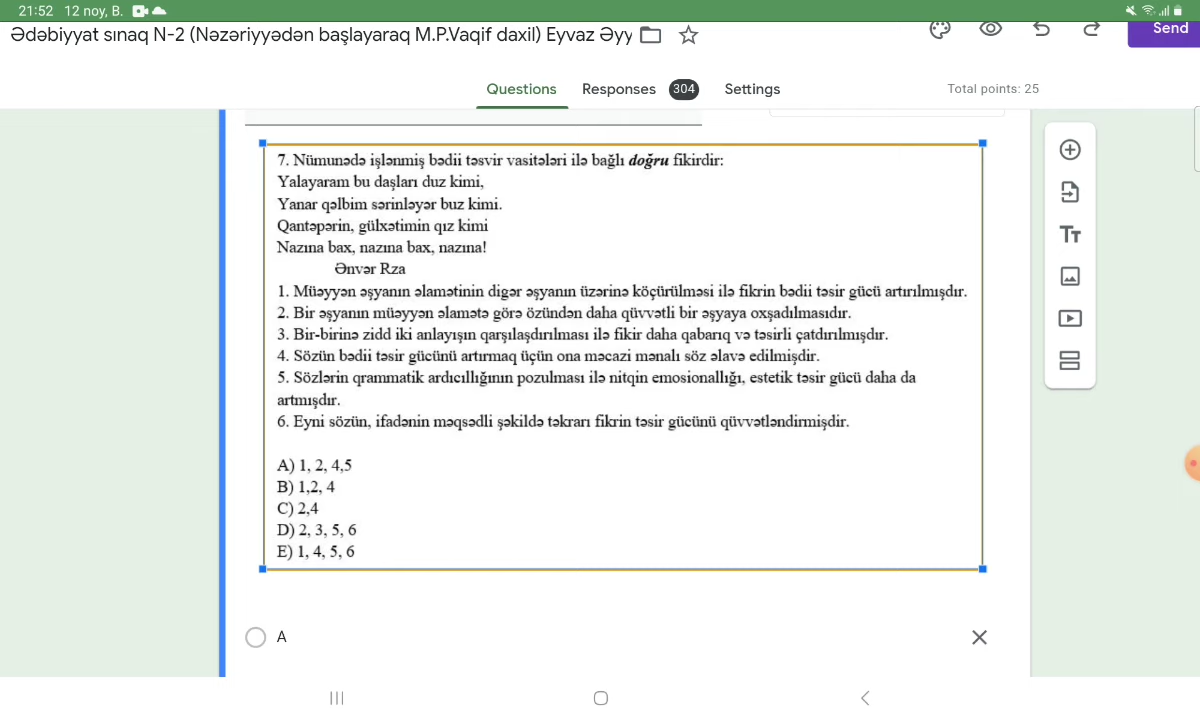 21:52 12 noy, B.
Ədəbiyyat sınaq N-2 (Nəzəriyyədən başlayaraq M.P.Vaqif daxil) Eyvaz Əyy
Send
Questions Responses 304 Settings Total points: 25
7. Nümunədə işlənmiş bədii təsvir vasitələri ilə bağlı doğru fikirdir:
Yalayaram bu daşları duz kimi,
Yanar qəlbim sərinləyər buz kimi.
Qantəpərin, gülxətimin qız kimi
Nazına bax, nazına bax, nazına!
Ənvər Rza
1. Müəyyən əşyanın əlamətinin digər əşyanın üzərinə köçürülməsi ilə fikrin bədii təsir gücü artırılmışdır.
2. Bir əşyanın müəyyən əlamətə görə özündən daha qüvvətli bir əşyaya oxşadılmasıdır.
3. Bir-birinə zidd iki anlayışın qarşılaşdırılması ilə fikir daha qabarıq və təsirli çatdırılmışdır.
4. Sözün bədii təsir gücünü artırmaq üçün ona məcazi mənalı söz əlavə edilmişdir.
5. Sözlərin qrammatik ardıcıllığının pozulması ilə nitqin emosionallığı, estetik təsir gücü daha da
artmışdır.
6. Eyni sözün, ifadənin məqsədli şəkildə təkrarı fikrin təsir gücünü qüvvətləndirmişdir.
A) 1, 2, 4,5
B) 1,2, 4
C) 2,4
D) 2, 3, 5, 6
E) 1, 4, 5, 6
A